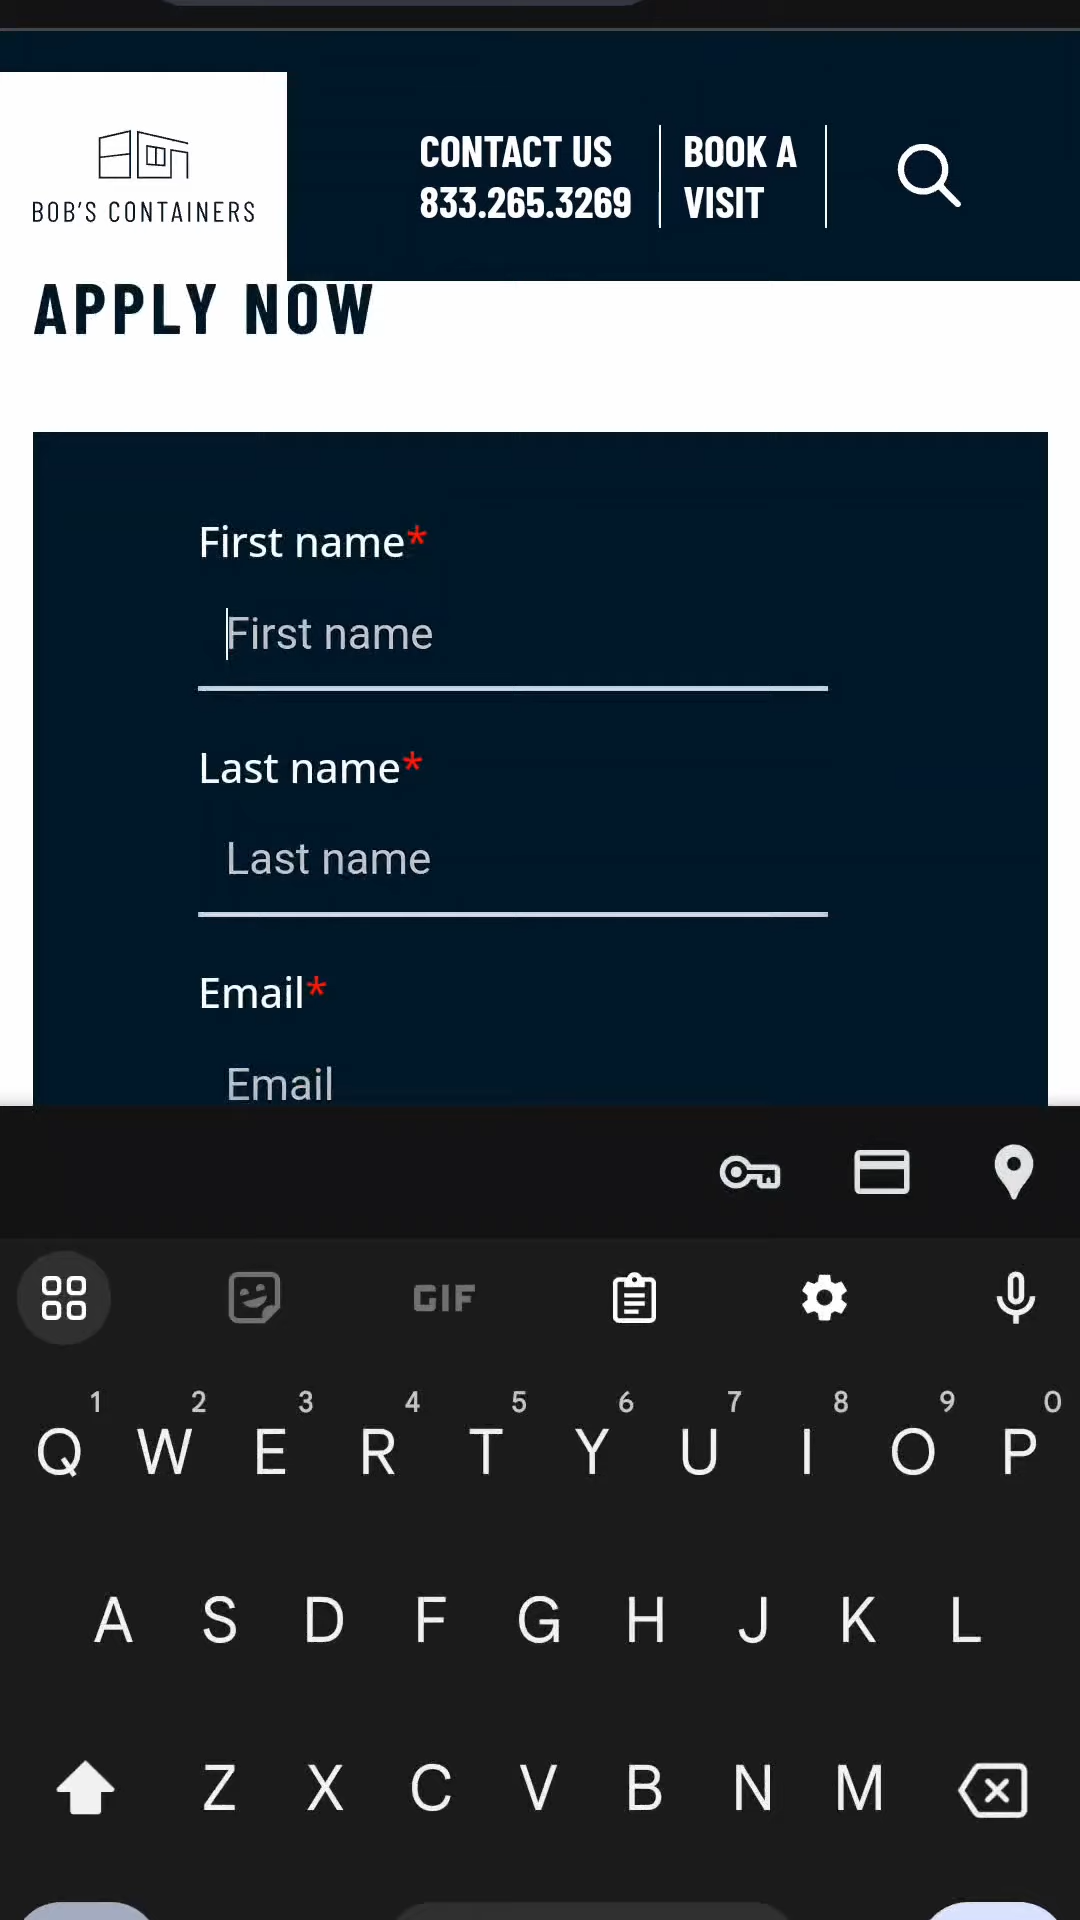 BOB'S CONTAINERS
CONTACT US
833.265.3269
BOOK A
VISIT
APPLY NOW
First name*
First name
Last name*
Last name
Email*
Email
GIF
1 2 3 4 5 6 7 8 9 0
Q W E R T Y U I O P
A S D F G H J K L
Z X C V B N M